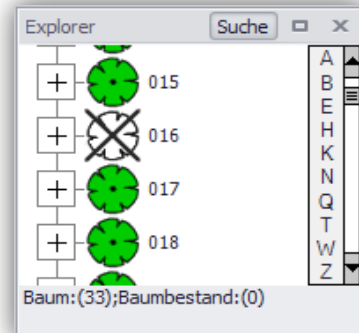 Explorer Suche
015
016
017
018
A
B
E
H
K
N
Q
T
W
Z
Baum:(33);Baumbestand:(0)